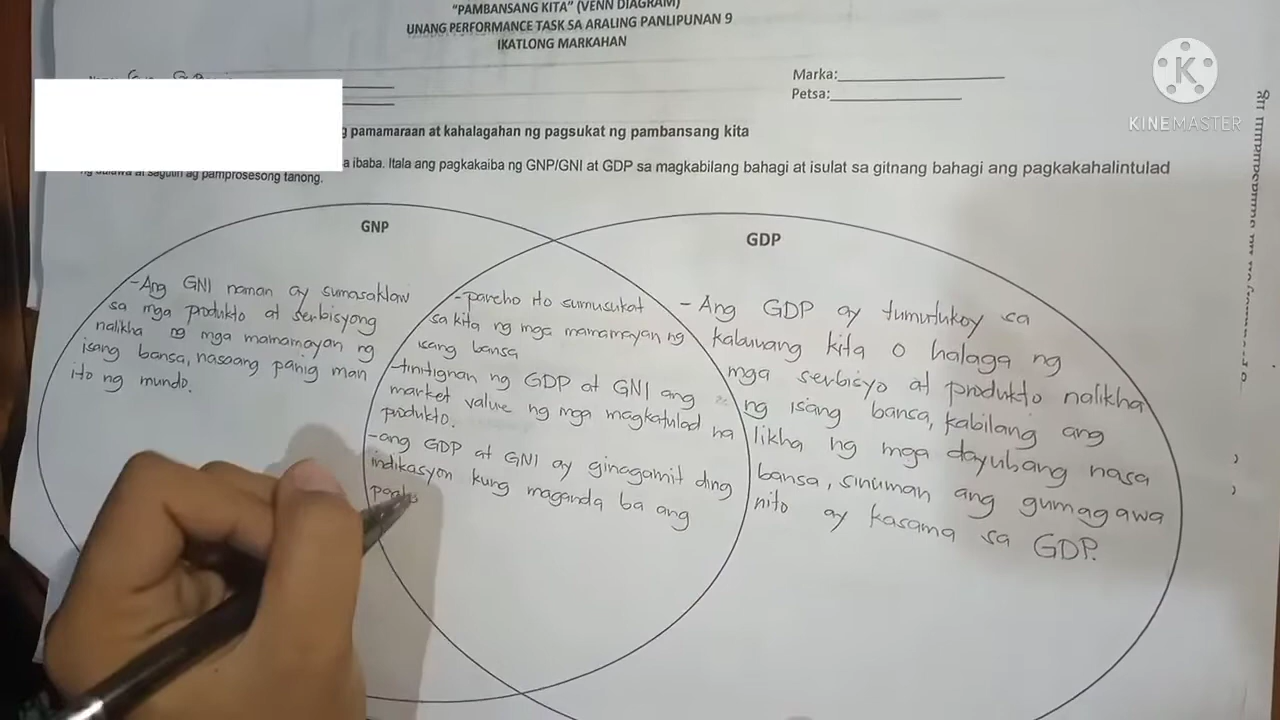 "PAMBANSANG KITA" (VENN DIAGRAM)
UNANG PERFORMANCE TASK SA ARALING PANLIPUNAN 9
IKATLONG MARKAHAN
Marka:
Petsa:
pamamaraan at kahalagahan ng pagsukat ng pambansang kita
a ibaba. Itala ang pagkakaiba ng GNP/GNI at GDP sa magkabilang bahagi at isulat sa gitnang bahagi ang pagkakahalintulad
at sagutin ag pamprosesong tanong.
GNP
- Ang GNI naman ay sumasaklaw
sa mga produkto at serbisyong
nalikha ng mga mamamayan ng
isang bansa, nasaang panig man
ito ng mundo.
- pareho ito sumusukat
sa kita ng mga mamamayan ng
isang bansa
- tinitignan ng GDP at GNI ang
market value ng mga magkatulad na
produkto.
- ang GDP at GNI ay ginagamit ding
indikasyon kung maganda ba ang
GDP
- Ang GDP ay tumutukoy sa
kabuuang kita o halaga ng
mga serbisyo at produkto nalikha
ng isang bansa, kabilang ang
likha ng mga dayuhang nasa
bansa, sinuman ang gumagawa
nito ay kasama sa GDP.
KINEMASTER